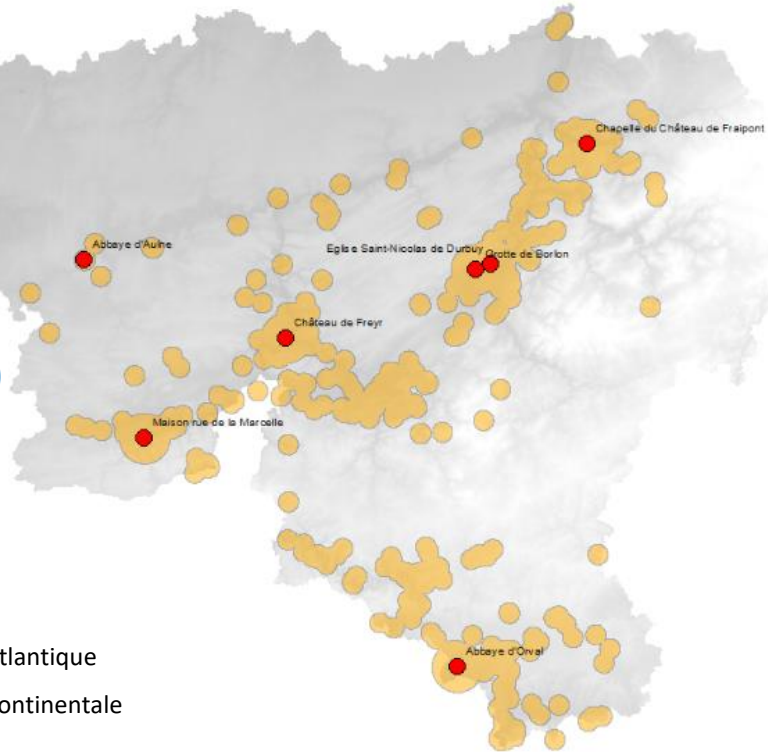 Chapelle du Château de Fraipont
Abbaye d'Aulne
Eglise Saint-Nicolas de Durbuy
Grotte de Borlon
Château de Freyr
Maison rue de la Marcelle
Abbaye d'Orval
tlantique
ontinentale